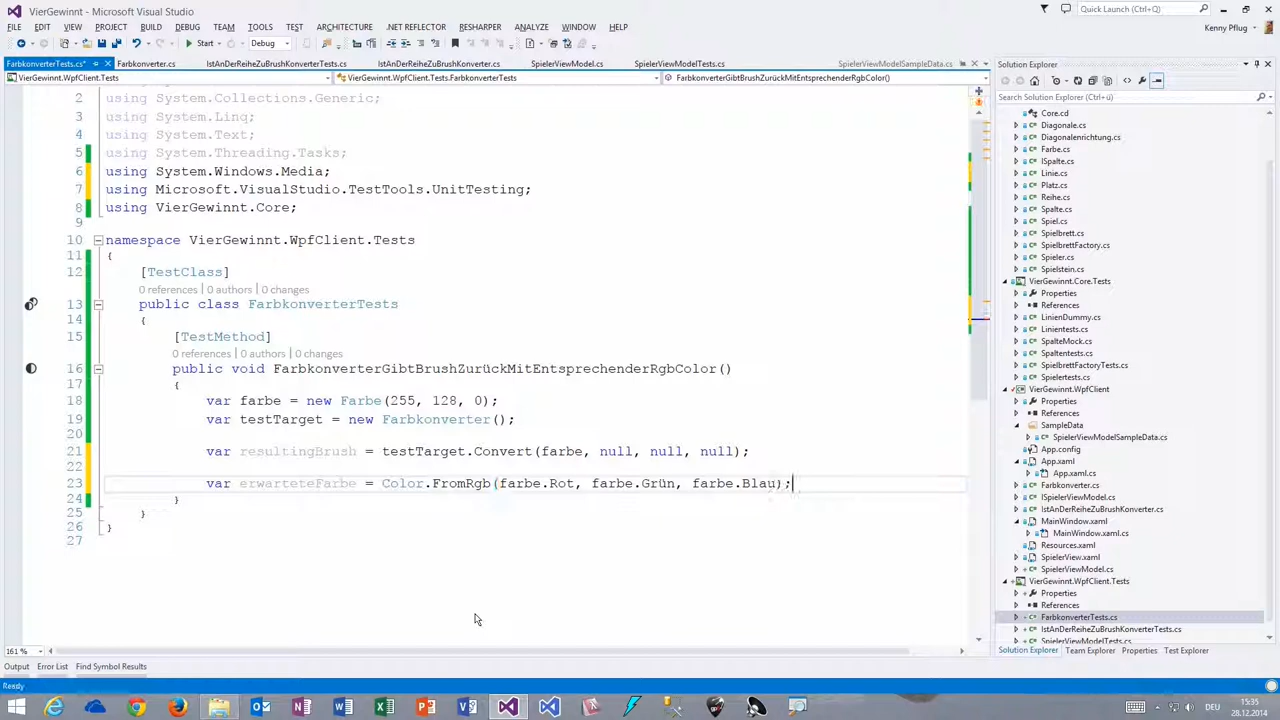 VierGewinnt - Microsoft Visual Studio
Quick Launch (Ctrl+Q)
FILE EDIT VIEW PROJECT BUILD DEBUG TEAM TOOLS TEST ARCHITECTURE .NET REFLECTOR RESHARPER ANALYZE WINDOW HELP
Kenny Pflug
Start Debug
FarbkonverterTests.cs* Farbkonverter.cs IstAnDerReiheZuBrushKonverterTests.cs IstAnDerReiheZuBrushKonverter.cs SpielerViewModel.cs SpielerViewModelTests.cs SpielerViewModelSampleData.cs
VierGewinnt.WpfClient.Tests VierGewinnt.WpfClient.Tests.FarbkonverterTests FarbkonverterGibtBrushZurückMitEntsprechenderRgbColor()
2 using System.Collections.Generic;
3 using System.Linq;
4 using System.Text;
5 using System.Threading.Tasks;
6 using System.Windows.Media;
7 using Microsoft.VisualStudio.TestTools.UnitTesting;
8 using VierGewinnt.Core;
9
10 namespace VierGewinnt.WpfClient.Tests
11 {
12 [TestClass]
0 references | 0 authors | 0 changes
13 public class FarbkonverterTests
14 {
15 [TestMethod]
0 references | 0 authors | 0 changes
16 public void FarbkonverterGibtBrushZurückMitEntsprechenderRgbColor()
17 {
18 var farbe = new Farbe(255, 128, 0);
19 var testTarget = new Farbkonverter();
20
21 var resultingBrush = testTarget.Convert(farbe, null, null, null);
22
23 var erwarteteFarbe = Color.FromRgb(farbe.Rot, farbe.Grün, farbe.Blau);
24 }
25 }
26 }
27
161 %
Output Error List Find Symbol Results
Ready
Solution Explorer
Search Solution Explorer (Ctrl+ü)
Core.cd
Diagonale.cs
Diagonalenrichtung.cs
Farbe.cs
ISpalte.cs
Linie.cs
Platz.cs
Reihe.cs
Spalte.cs
Spiel.cs
Spielbrett.cs
SpielbrettFactory.cs
Spieler.cs
Spielstein.cs
VierGewinnt.Core.Tests
Properties
References
LinienDummy.cs
Linientests.cs
SpalteMock.cs
Spaltentests.cs
SpielbrettFactoryTests.cs
Spielertests.cs
VierGewinnt.WpfClient
Properties
References
SampleData
SpielerViewModelSampleData.cs
App.config
App.xaml
App.xaml.cs
Farbkonverter.cs
ISpielerViewModel.cs
IstAnDerReiheZuBrushKonverter.cs
MainWindow.xaml
MainWindow.xaml.cs
Resources.xaml
SpielerView.xaml
SpielerViewModel.cs
VierGewinnt.WpfClient.Tests
Properties
References
FarbkonverterTests.cs
IstAnDerReiheZuBrushKonverterTests.cs
SpielerViewModelTests.cs
Solution Explorer Team Explorer Properties Test Explorer
DEU
15:35
28.12.2014